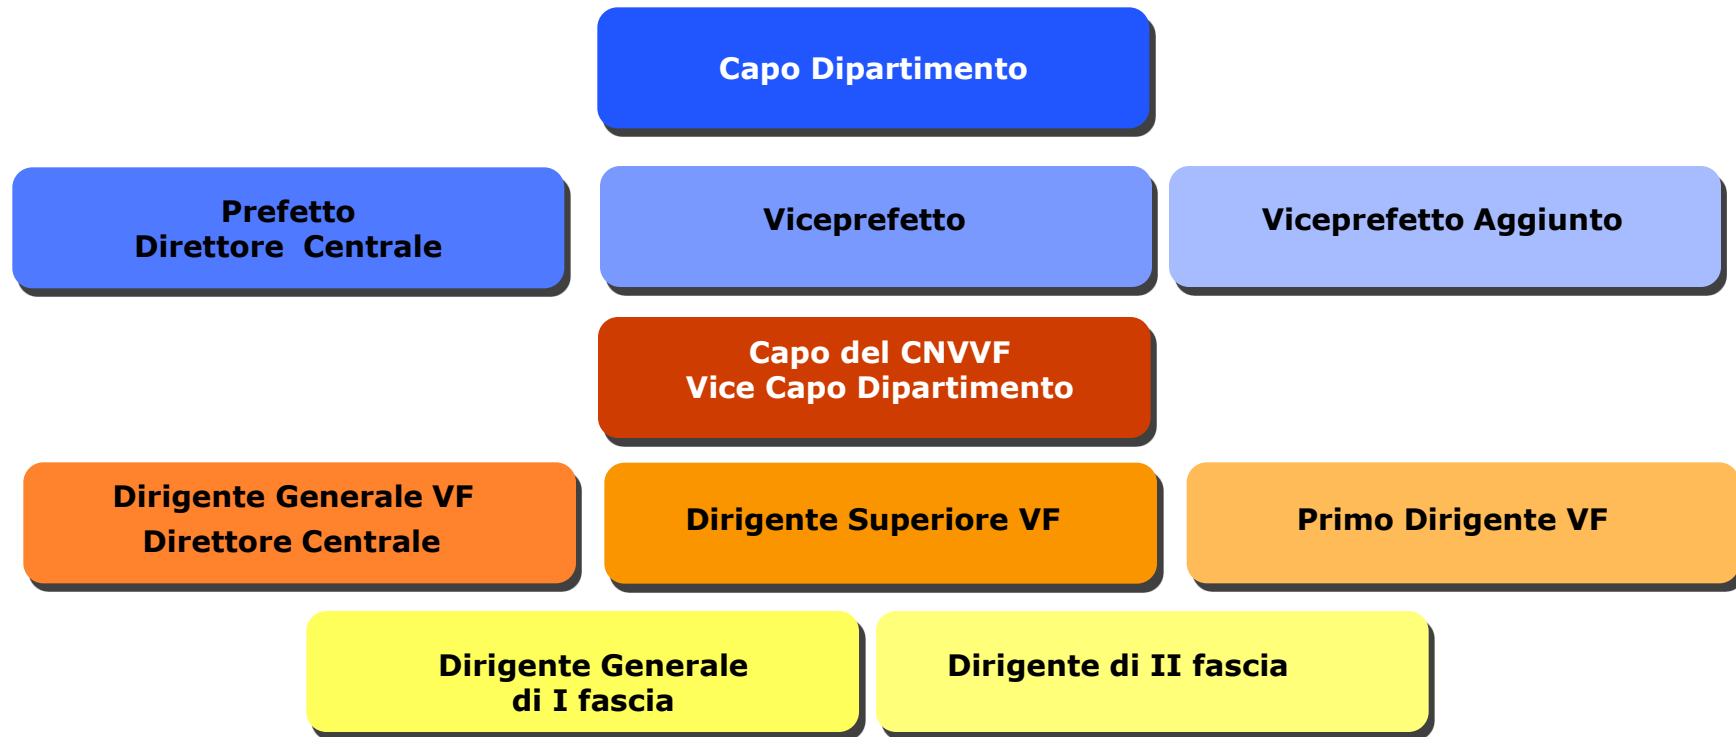 Capo Dipartimento
Prefetto
Direttore Centrale
Viceprefetto
Viceprefetto Aggiunto
Capo del CNVVF
Vice Capo Dipartimento
Dirigente Generale VF
Direttore Centrale
Dirigente Superiore VF
Primo Dirigente VF
Dirigente Generale
di I fascia
Dirigente di II fascia